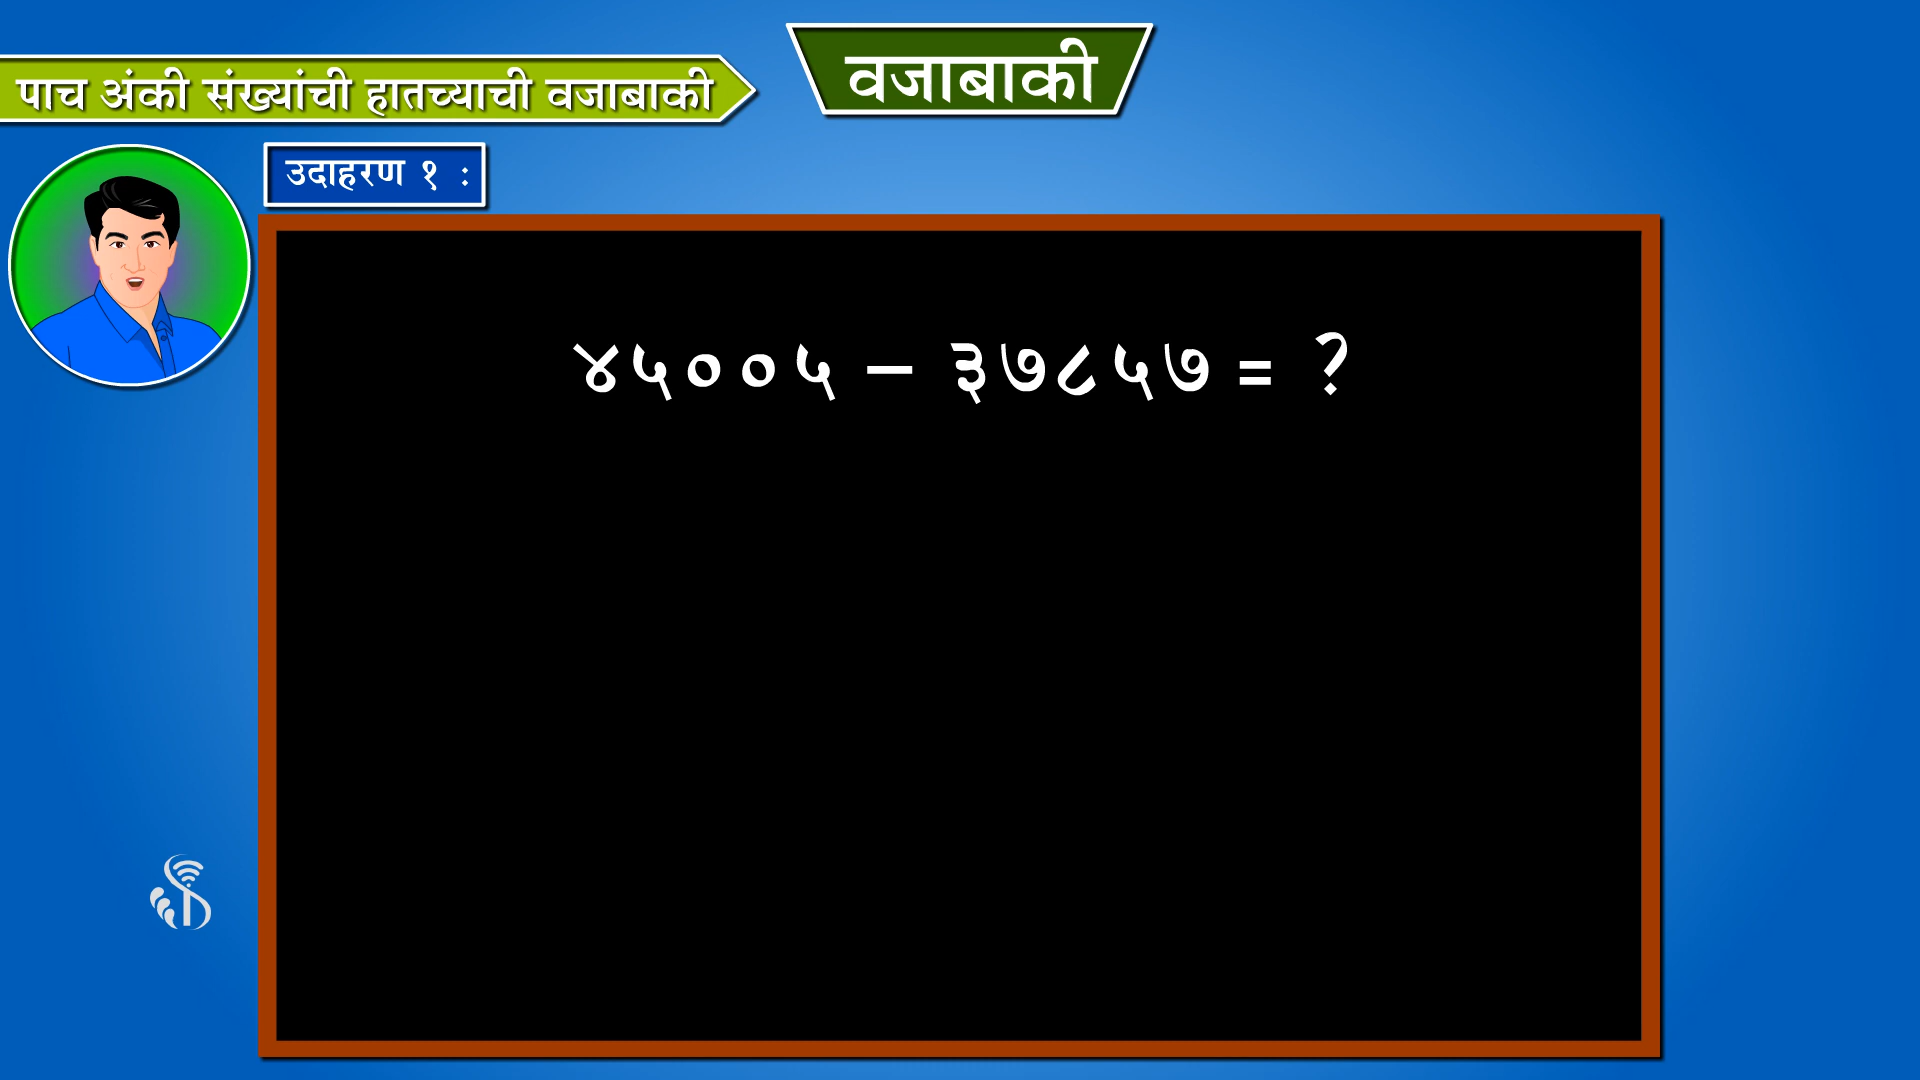 वजाबाकी
पाच अंकी संख्यांची हातच्याची वजाबाकी
उदाहरण १ :
४५००५ – ३७८५७ = ?